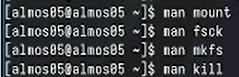 [almos05@almos05 ~]$ man mount
[almos05@almos05 ~]$ man fsck
[almos05@almos05 ~]$ man mkfs
[almos05@almos05 ~]$ man kill